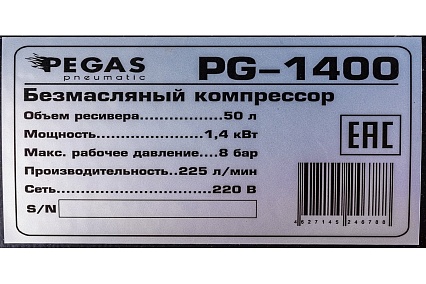 PEGAS pneumatic PG-1400
Безмасляный компрессор
Объем ресивера.................50 л
Мощность.......................1,4 кВт
Макс. рабочее давление....8 бар
Производительность..225 л/мин
Сеть..............................220 В
S/N
EAC
4627145246788